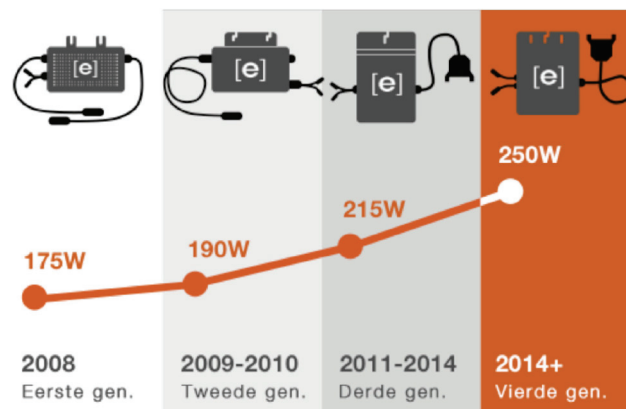 [e]
[e]
[e]
[e]
175W
190W
215W
250W
2008
Eerste gen.
2009-2010
Tweede gen.
2011-2014
Derde gen.
2014+
Vierde gen.